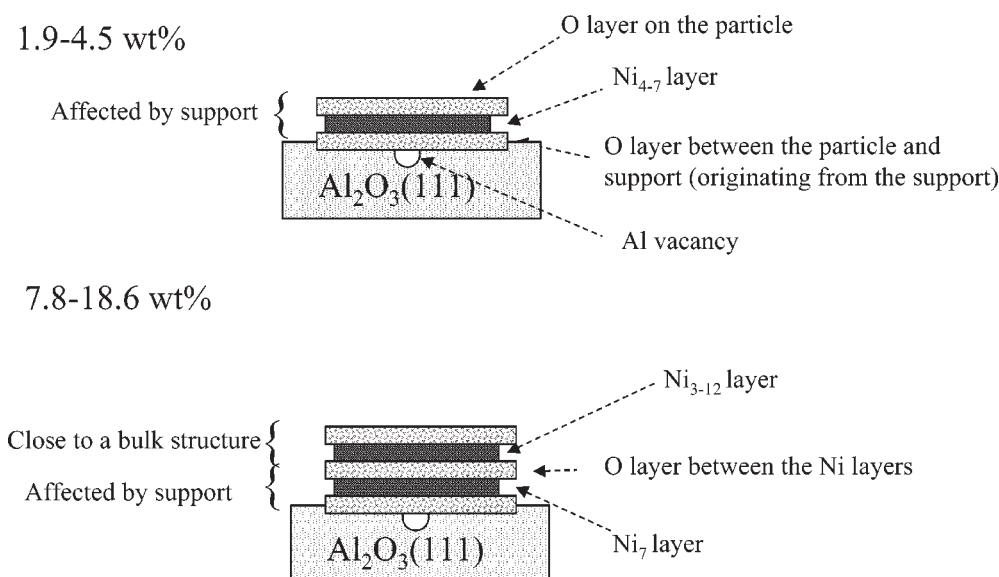 1.9-4.5 wt%
O layer on the particle
Ni₄₋₇ layer
Affected by support
O layer between the particle and
support (originating from the support)
Al₂O₃(111)
Al vacancy
7.8-18.6 wt%
Ni₃₋₁₂ layer
Close to a bulk structure
O layer between the Ni layers
Affected by support
Ni₇ layer
Al₂O₃(111)